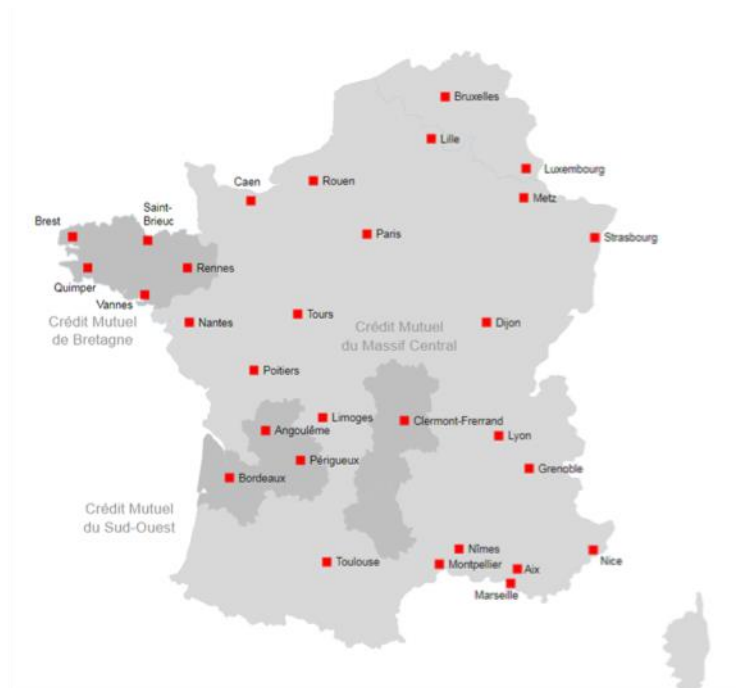 Bruxelles
Lille
Luxembourg
Caen
Rouen
Metz
Saint-
Brieuc
Brest
Paris
Strasbourg
Rennes
Quimper
Vannes
Crédit Mutuel
de Bretagne
Nantes
Tours
Crédit Mutuel
du Massif Central
Dijon
Poitiers
Limoges
Clermont-Frerrand
Angoulême
Lyon
Périgueux
Grenoble
Bordeaux
Crédit Mutuel
du Sud-Ouest
Nîmes
Toulouse
Montpellier
Aix
Nice
Marseille